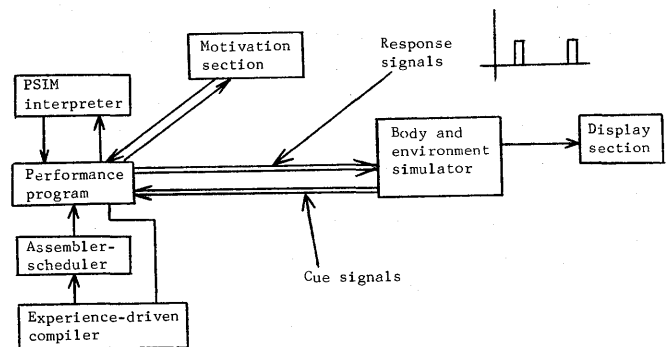 Motivation
section
Response
signals
PSIM
interpreter
Body and
environment
simulator
Display
section
Performance
program
Assembler-
scheduler
Cue signals
Experience-driven
compiler